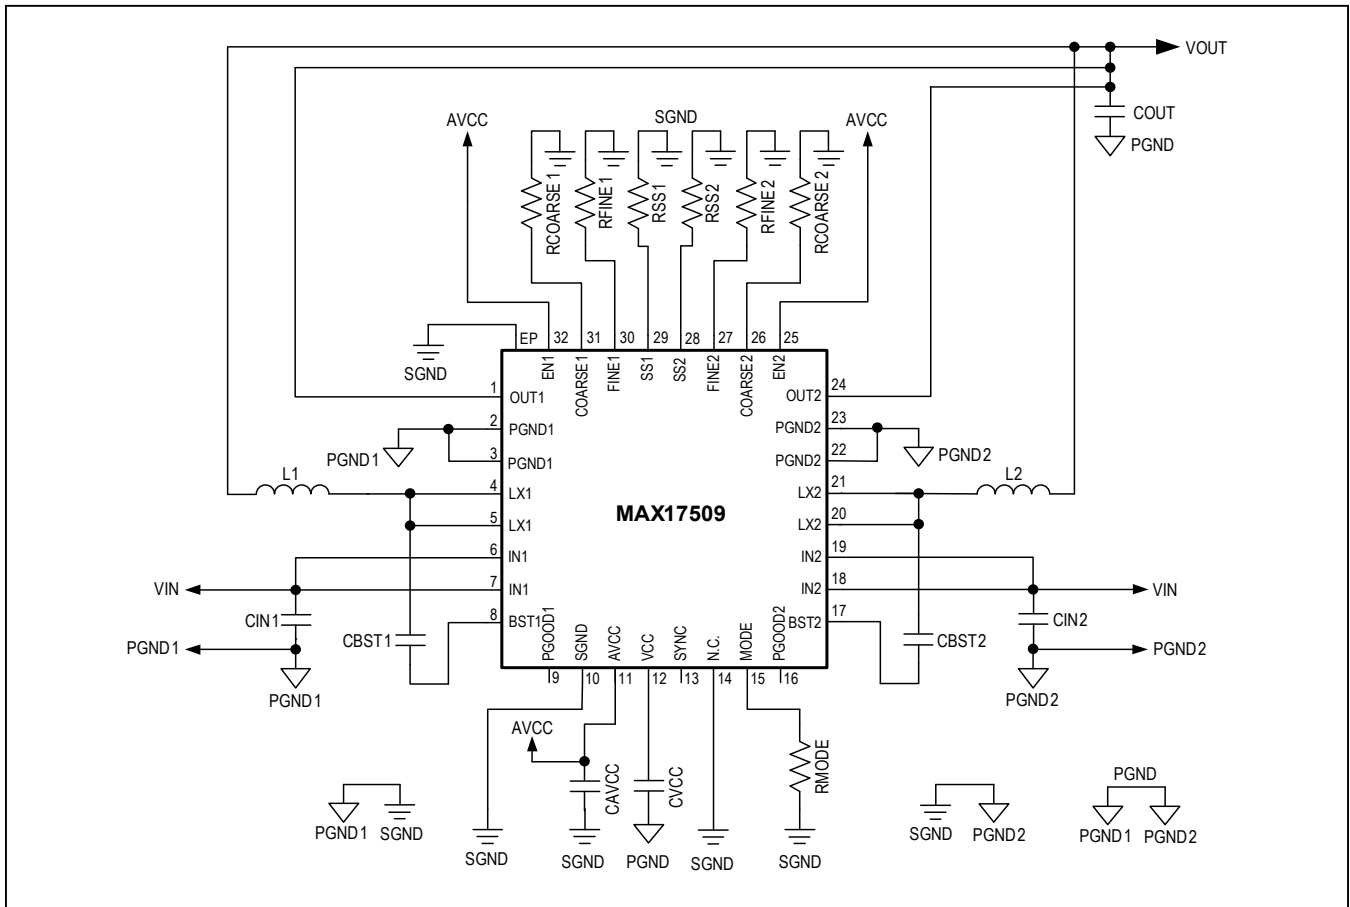 VOUT
COUT
PGND
AVCC
SGND
AVCC
RCOARSE1
RFINE1
RSS1
RSS2
RFINE2
RCOARSE2
SGND
EP
32
31
30
29
28
27
26
25
EN1
COARSE1
FINE1
SS1
SS2
FINE2
COARSE2
EN2
1
OUT1
OUT2
24
2
PGND1
PGND2
23
PGND1
3
PGND1
PGND2
22
PGND2
L1
4
LX1
LX2
21
L2
MAX17509
5
LX1
LX2
20
6
IN1
IN2
19
VIN
7
IN1
IN2
18
VIN
CIN1
8
BST1
BST2
17
CIN2
PGND1
CBST1
CBST2
PGND2
PGND1
PGND2
PGOOD1
SGND
AVCC
VCC
SYNC
N.C.
MODE
PGOOD2
9
10
11
12
13
14
15
16
AVCC
CAVCC
CVCC
RMODE
PGND1
SGND
SGND
SGND
PGND
SGND
SGND
SGND
PGND2
PGND
PGND1
PGND2